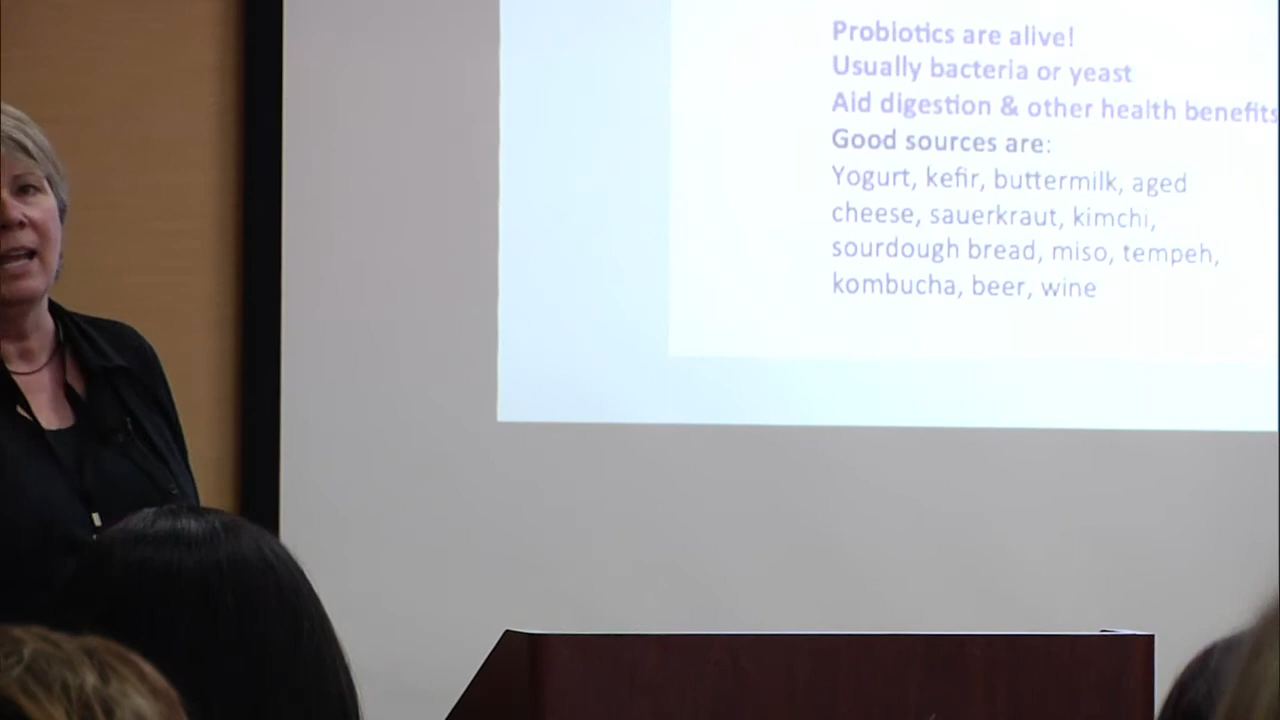 Probiotics are alive!
Usually bacteria or yeast
Aid digestion & other health benefits
Good sources are:
Yogurt, kefir, buttermilk, aged
cheese, sauerkraut, kimchi,
sourdough bread, miso, tempeh,
kombucha, beer, wine